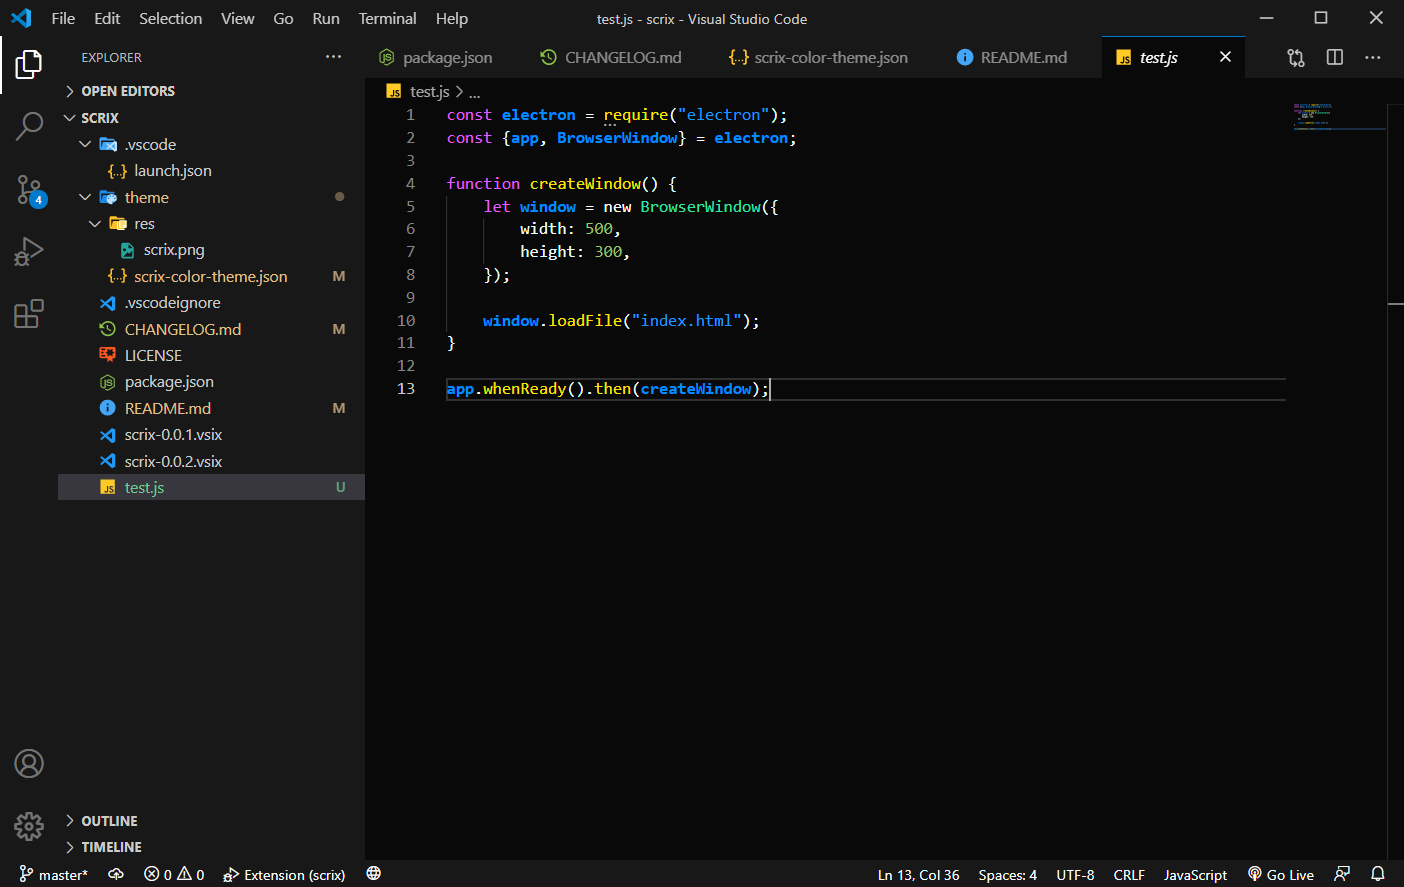 File Edit Selection View Go Run Terminal Help test.js - scrix - Visual Studio Code
EXPLORER
package.json CHANGELOG.md {..} scrix-color-theme.json README.md JS test.js
OPEN EDITORS
SCRIX
.vscode
{..} launch.json
theme
res
scrix.png
{..} scrix-color-theme.json M
.vscodeignore
CHANGELOG.md M
LICENSE
package.json
README.md M
scrix-0.0.1.vsix
scrix-0.0.2.vsix
JS test.js U
4
OUTLINE
TIMELINE
JS test.js > ...
1 const electron = require("electron");
2 const {app, BrowserWindow} = electron;
3
4 function createWindow() {
5 let window = new BrowserWindow({
6 width: 500,
7 height: 300,
8 });
9
10 window.loadFile("index.html");
11 }
12
13 app.whenReady().then(createWindow);
master* 0 0 Extension (scrix) Ln 13, Col 36 Spaces: 4 UTF-8 CRLF JavaScript Go Live